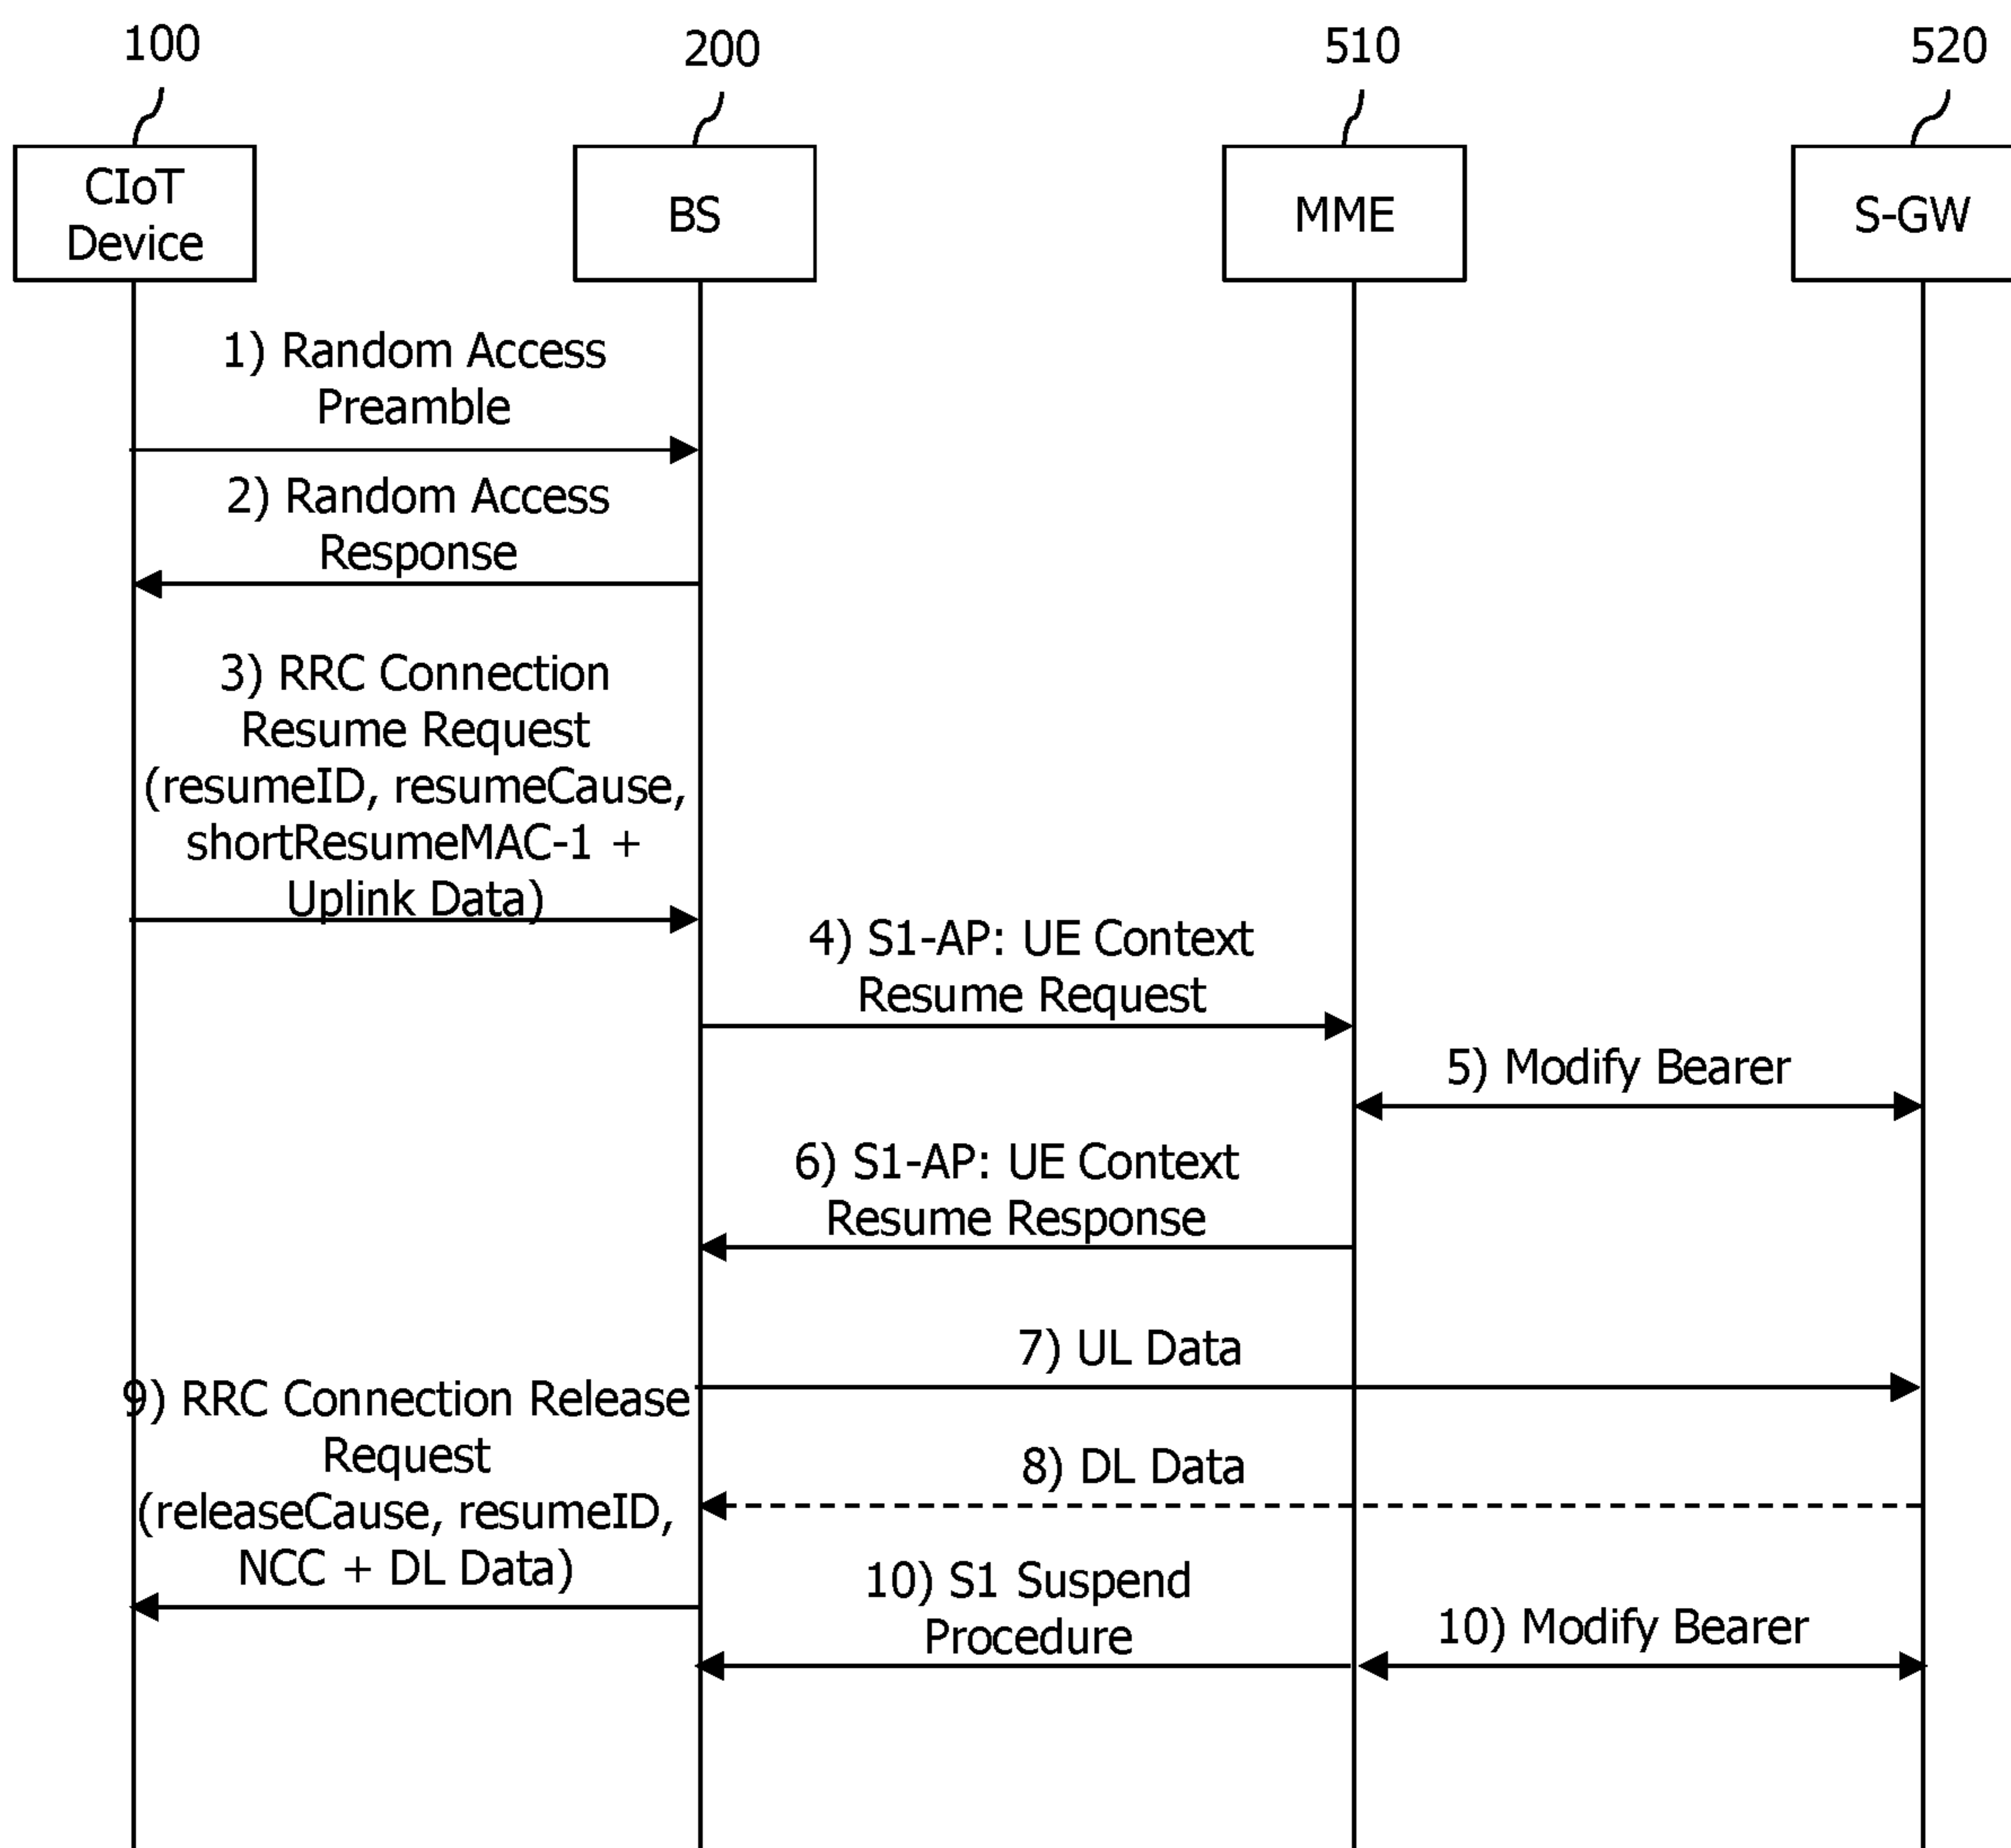 100
200
510
520
CIoT
Device
BS
MME
S-GW
1) Random Access
Preamble
2) Random Access
Response
3) RRC Connection
Resume Request
(resumeID, resumeCause,
shortResumeMAC-1 +
Uplink Data)
4) S1-AP: UE Context
Resume Request
5) Modify Bearer
6) S1-AP: UE Context
Resume Response
7) UL Data
9) RRC Connection Release
Request
(releaseCause, resumeID,
NCC + DL Data)
8) DL Data
10) S1 Suspend
Procedure
10) Modify Bearer